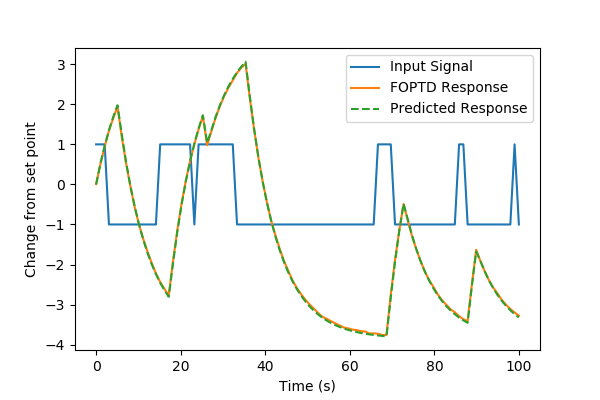 Input Signal
FOPTD Response
Predicted Response
Change from set point
3
2
1
0
−1
−2
−3
−4
0 20 40 60 80 100
Time (s)